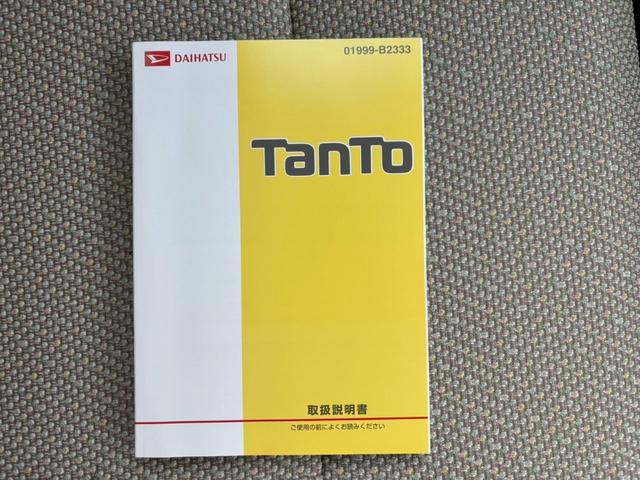 DAIHATSU
01999-B2333
TanTo
取扱説明書
ご使用の前によくお読みください